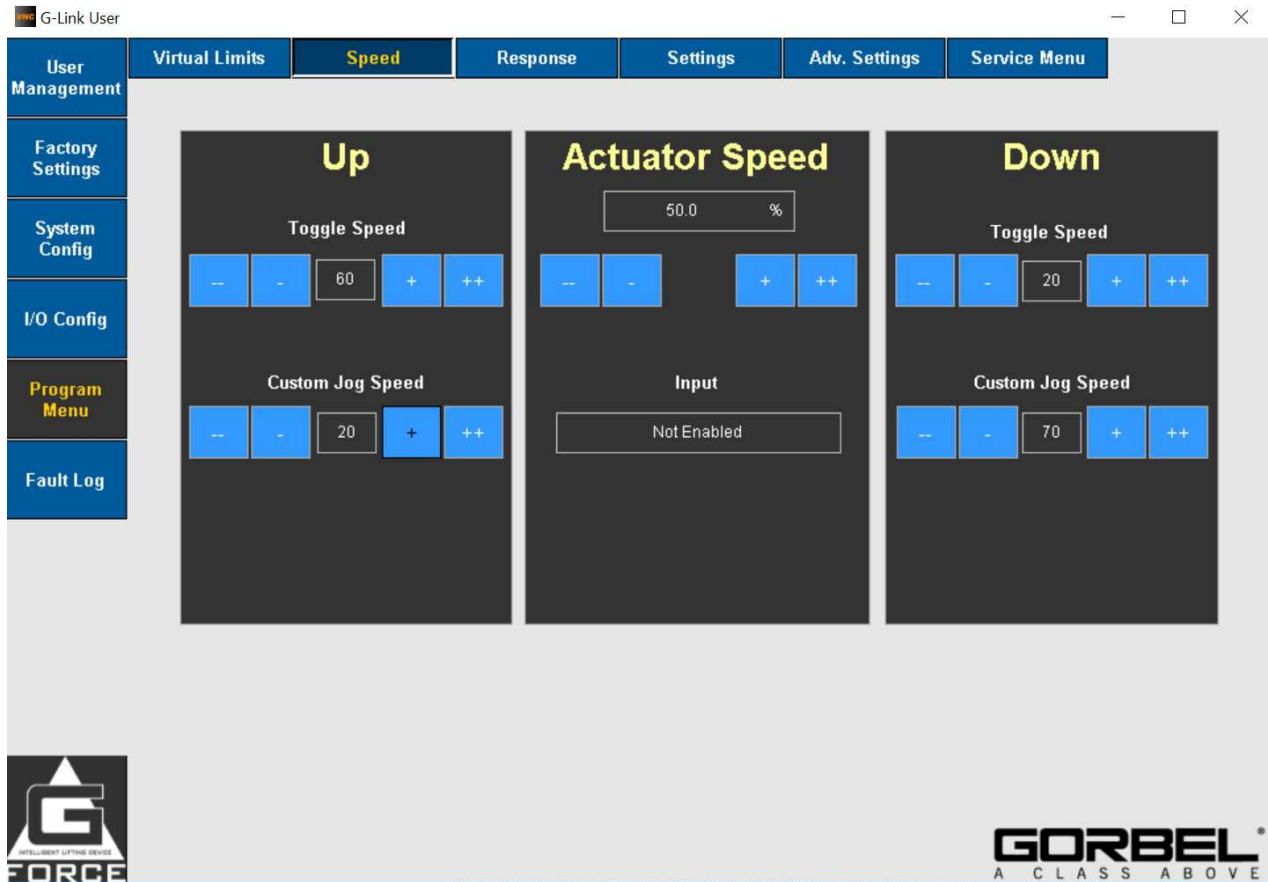 VNC G-Link User
User
Management
Virtual Limits
Speed
Response
Settings
Adv. Settings
Service Menu
Factory
Settings
System
Config
I/O Config
Program
Menu
Fault Log
Up
Toggle Speed
-- - 60 + ++
Custom Jog Speed
-- - 20 + ++
Actuator Speed
50.0 %
-- - + ++
Input
Not Enabled
Down
Toggle Speed
-- - 20 + ++
Custom Jog Speed
-- - 70 + ++
G
INTELLIGENT LIFTING DEVICE
FORCE
GORBEL®
A CLASS ABOVE